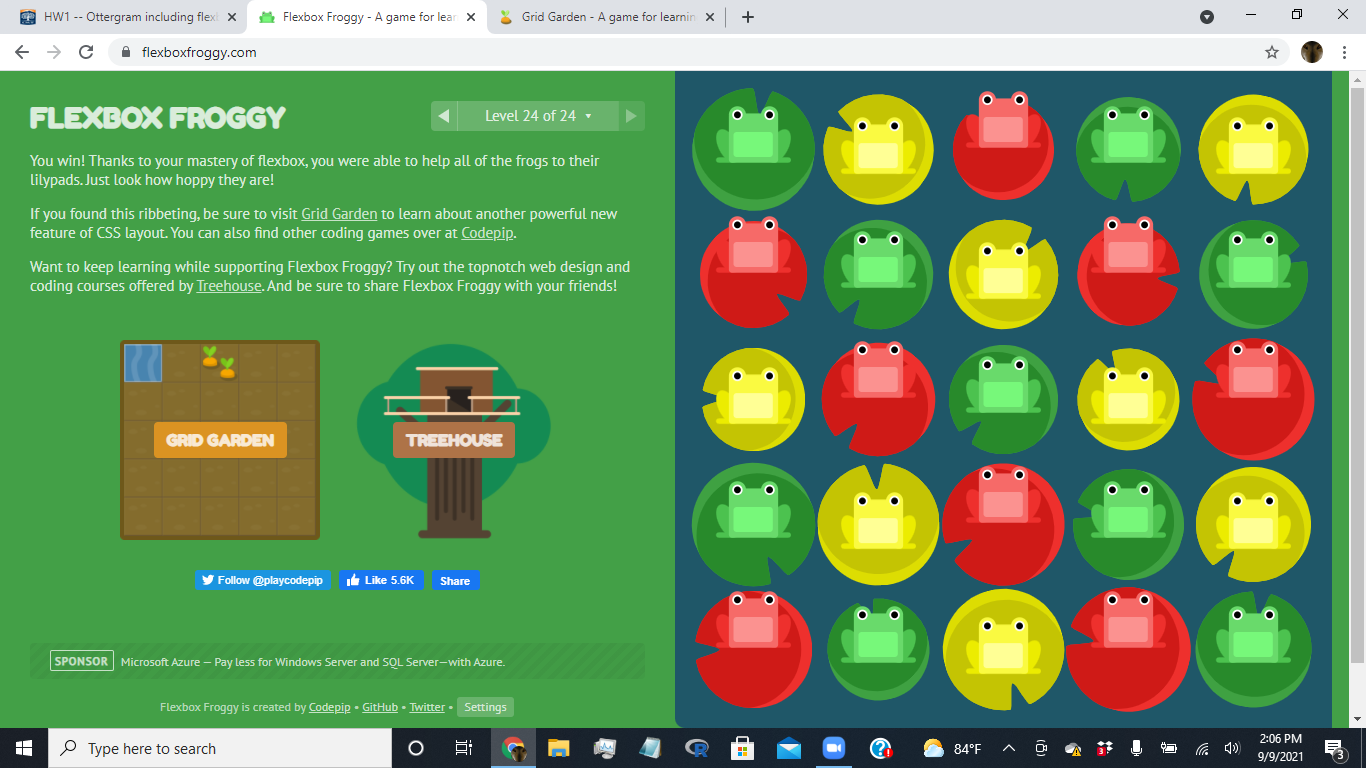 HW1 -- Ottergram including flexl
Flexbox Froggy - A game for lear
Grid Garden - A game for learnin
flexboxfroggy.com
FLEXBOX FROGGY
Level 24 of 24
You win! Thanks to your mastery of flexbox, you were able to help all of the frogs to their
lilypads. Just look how hoppy they are!
If you found this ribbeting, be sure to visit Grid Garden to learn about another powerful new
feature of CSS layout. You can also find other coding games over at Codepip.
Want to keep learning while supporting Flexbox Froggy? Try out the topnotch web design and
coding courses offered by Treehouse. And be sure to share Flexbox Froggy with your friends!
GRID GARDEN
TREEHOUSE
Follow @playcodepip
Like 5.6K
Share
SPONSOR Microsoft Azure — Pay less for Windows Server and SQL Server—with Azure.
Flexbox Froggy is created by Codepip • GitHub • Twitter • Settings
Type here to search
84°F
2:06 PM
9/9/2021
3